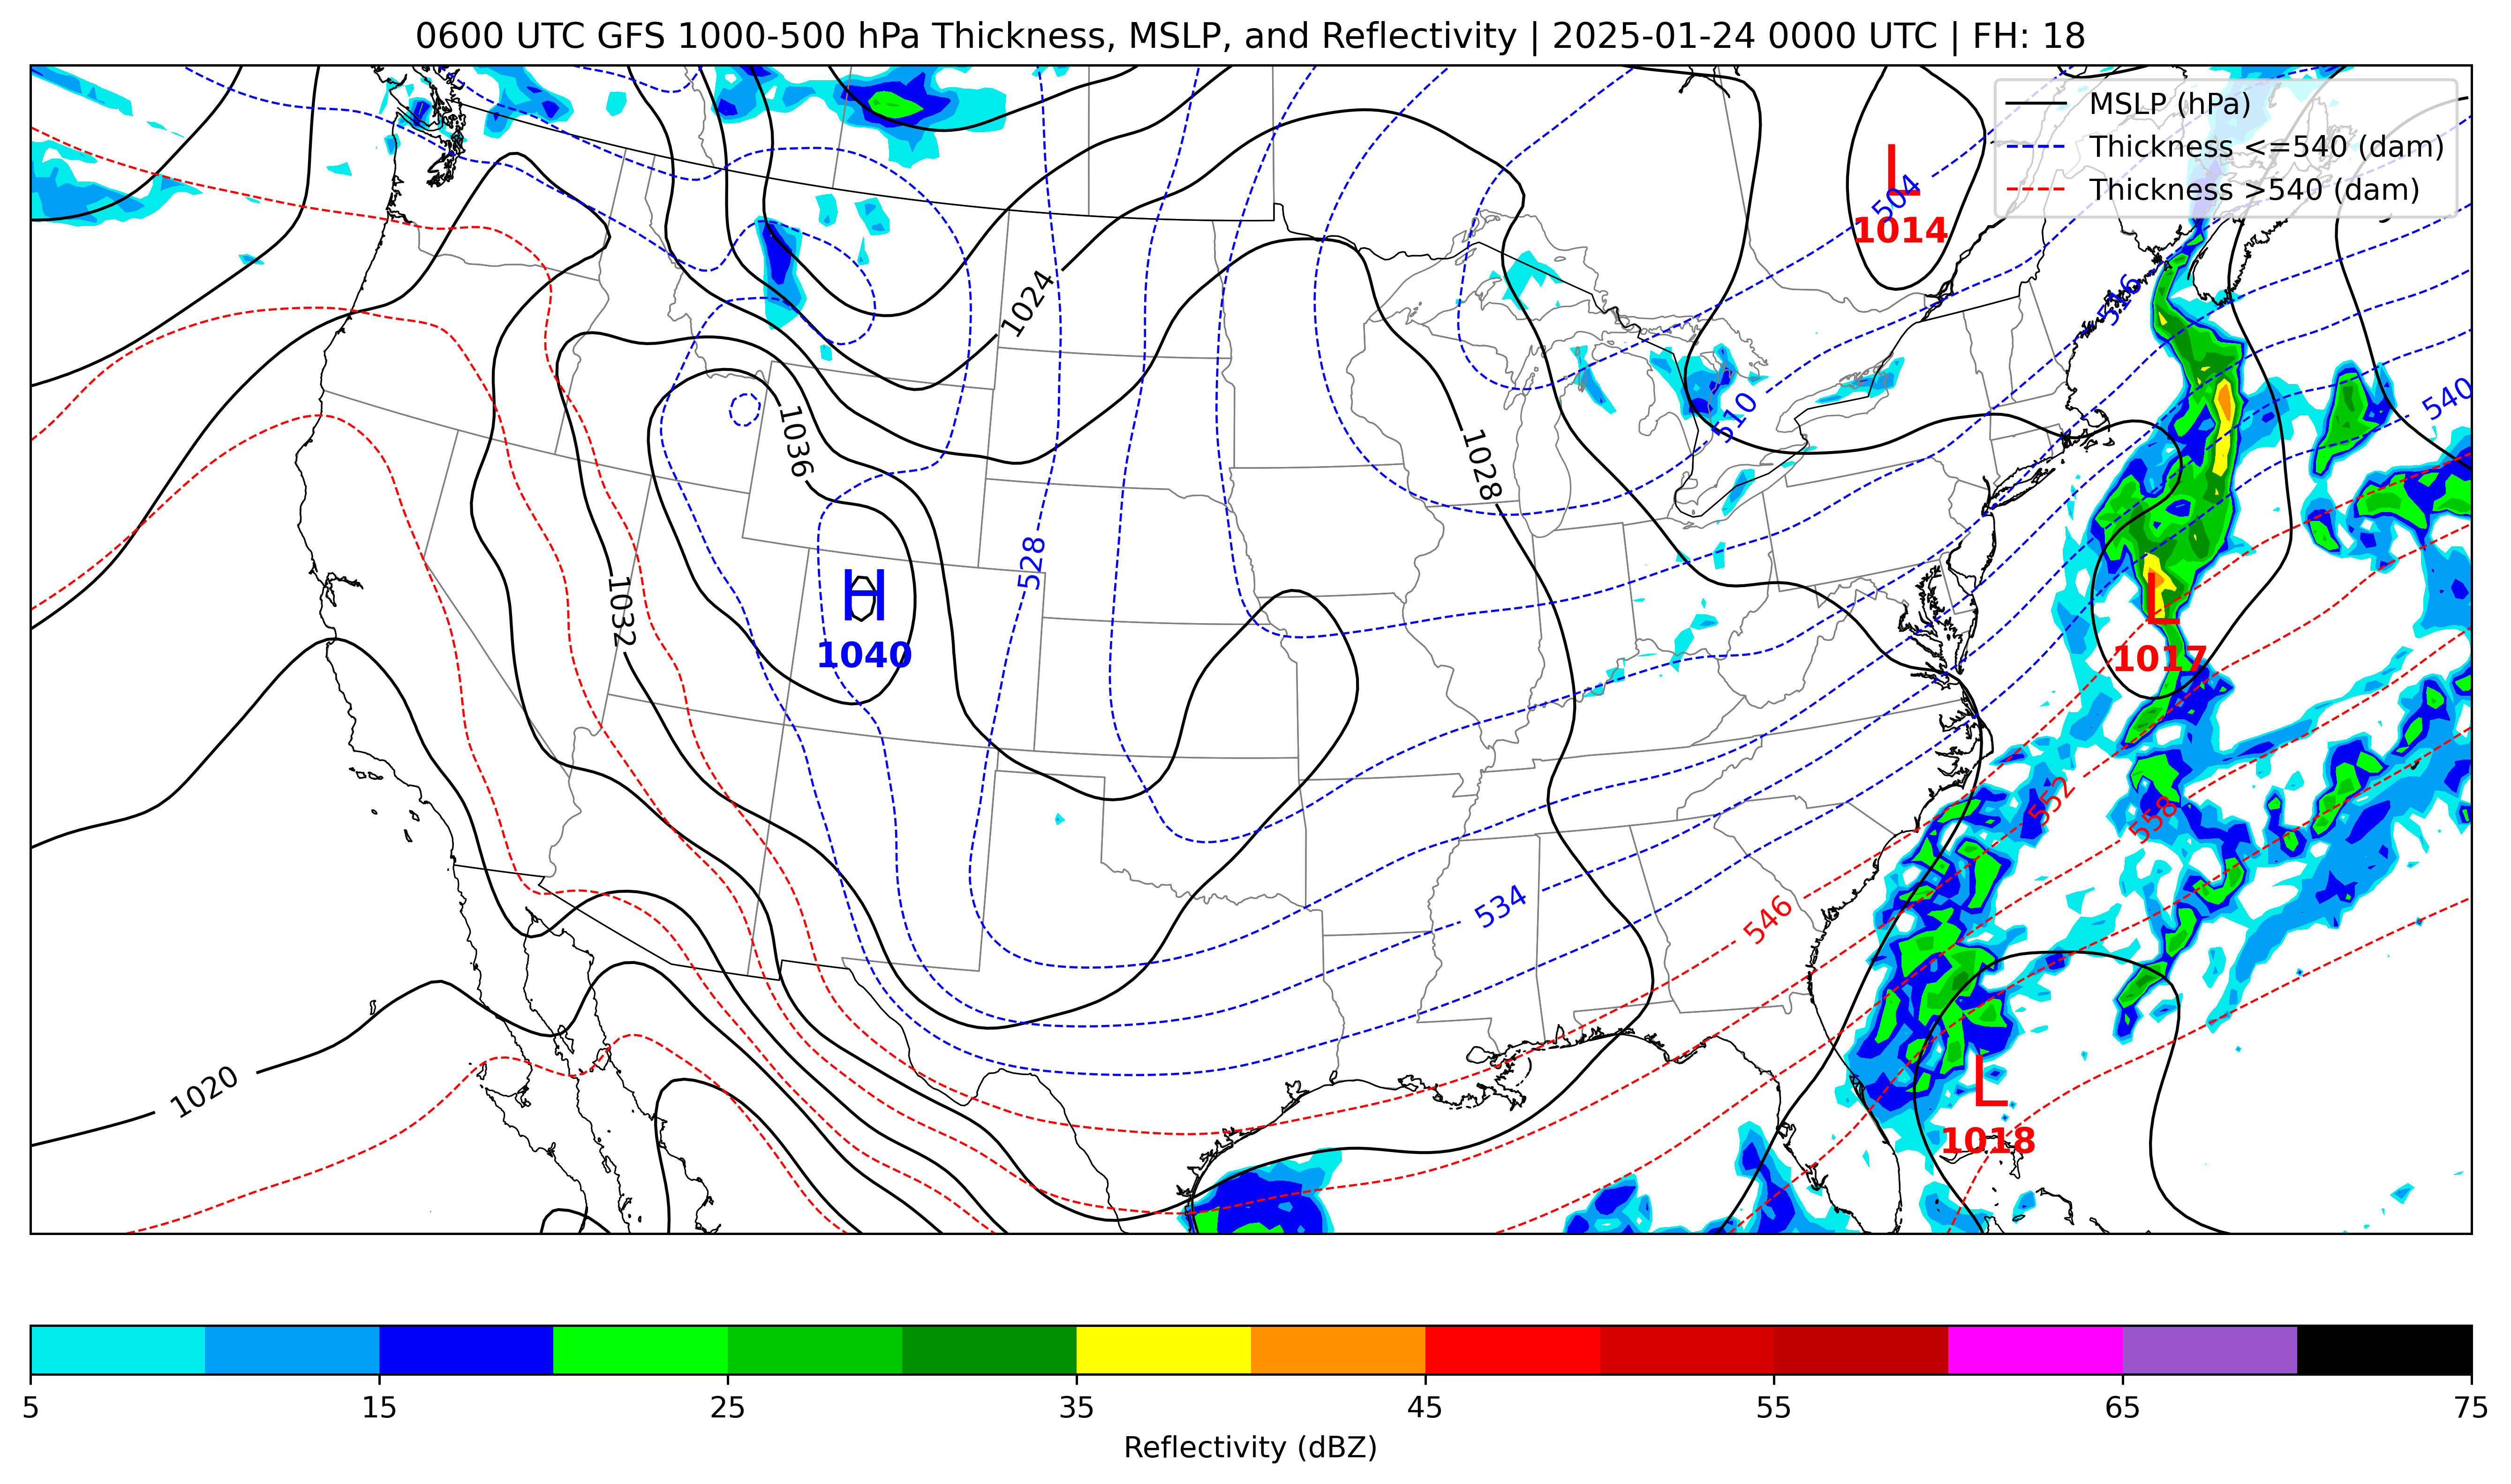 0600 UTC GFS 1000-500 hPa Thickness, MSLP, and Reflectivity | 2025-01-24 0000 UTC | FH: 18
MSLP (hPa)
Thickness <=540 (dam)
Thickness >540 (dam)
L
504
1014
516
1024
540
510
1036
1028
528
H
1032
1040
L
1017
552
558
534
546
L
1020
1018
5
15
25
35
45
55
65
75
Reflectivity (dBZ)